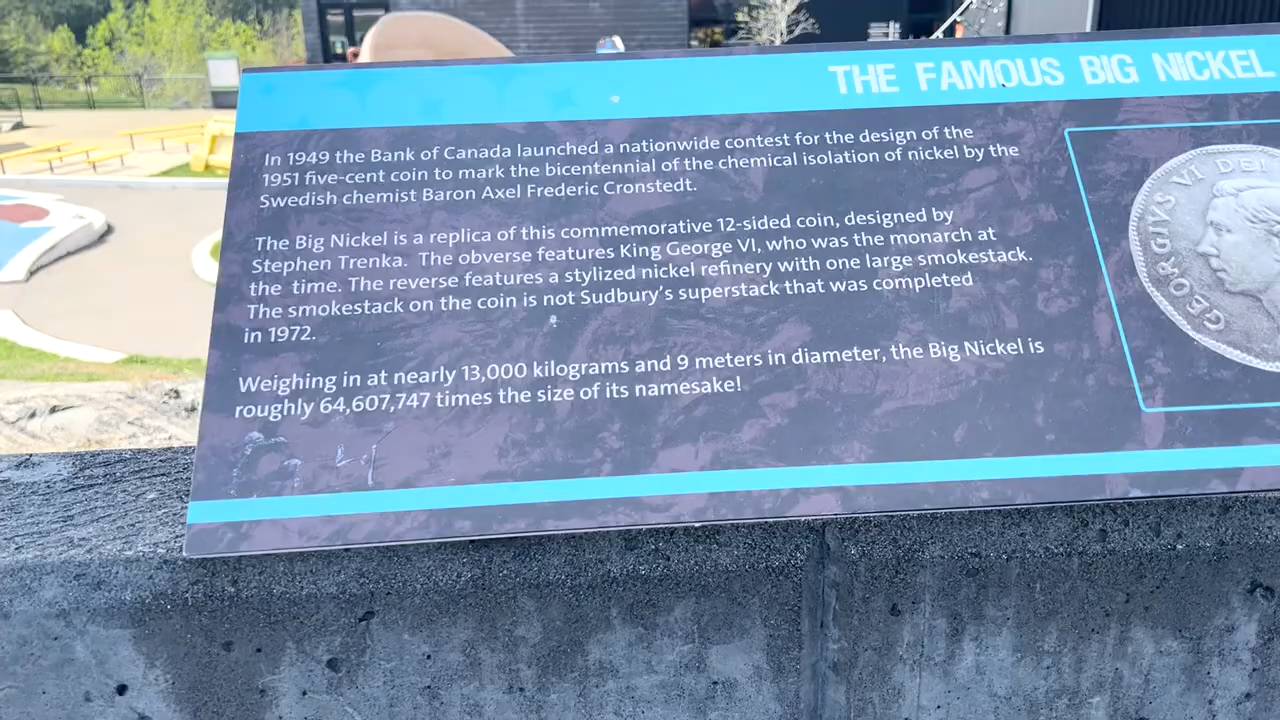 THE FAMOUS BIG NICKEL
In 1949 the Bank of Canada launched a nationwide contest for the design of the
1951 five-cent coin to mark the bicentennial of the chemical isolation of nickel by the
Swedish chemist Baron Axel Frederic Cronstedt.
The Big Nickel is a replica of this commemorative 12-sided coin, designed by
Stephen Trenka. The obverse features King George VI, who was the monarch at
the time. The reverse features a stylized nickel refinery with one large smokestack.
The smokestack on the coin is not Sudbury's superstack that was completed
in 1972.
Weighing in at nearly 13,000 kilograms and 9 meters in diameter, the Big Nickel is
roughly 64,607,747 times the size of its namesake!
GEORGIVS VI DEI